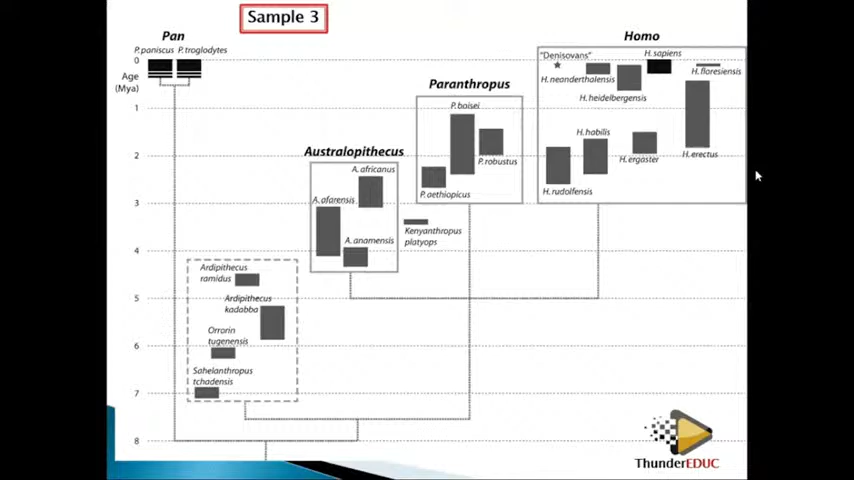 Sample 3
Pan
Homo
P.paniscus P.troglodytes
"Denisovans"
H.sapiens
0
Age
(Mya)
H.neanderthalensis
H.floresiensis
Paranthropus
H.heidelbergensis
1
P.boisei
H.habilis
Australopithecus
2
P.robustus
H.ergaster
H.erectus
A.africanus
P.aethiopicus
H.rudolfensis
3
A.afarensis
Kenyanthropus
platyops
A.anamensis
4
Ardipithecus
ramidus
5
Ardipithecus
kadabba
Orrorin
tugenensis
6
Sahelanthropus
tchadensis
7
8
ThunderEDUC